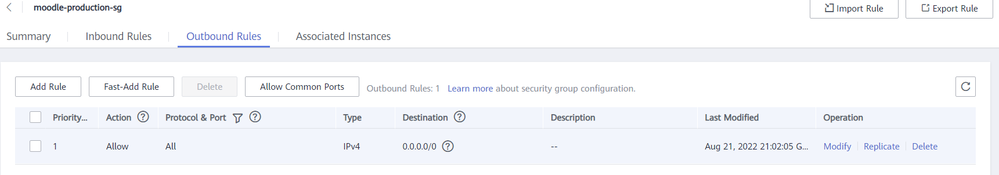 moodle-production-sg
Import Rule Export Rule
Summary Inbound Rules Outbound Rules Associated Instances
Add Rule Fast-Add Rule Delete Allow Common Ports Outbound Rules: 1 Learn more about security group configuration.
Priority... Action Protocol & Port Type Destination Description Last Modified Operation
1 Allow All IPv4 0.0.0.0/0 -- Aug 21, 2022 21:02:05 G... Modify Replicate Delete